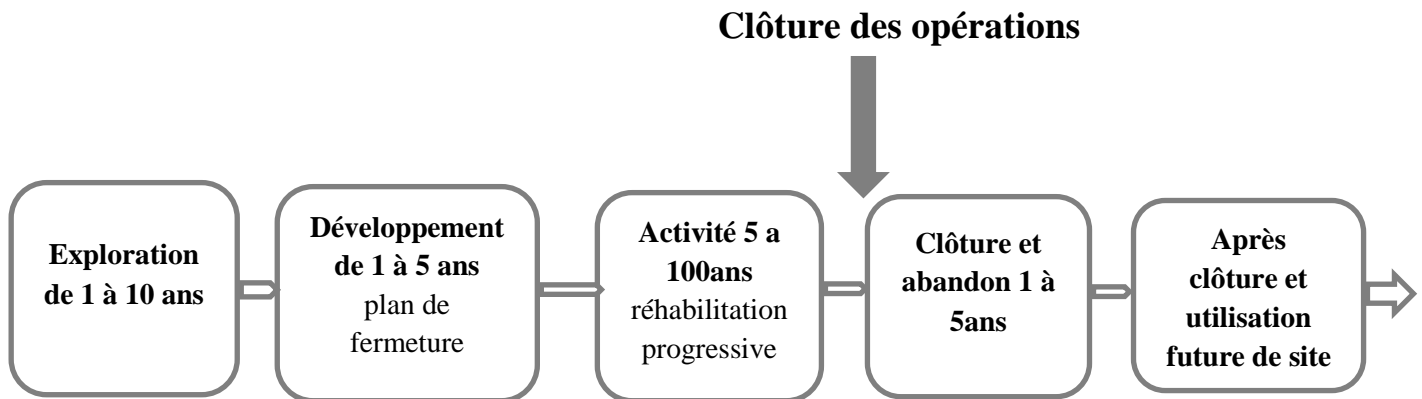 Clôture des opérations
Exploration
de 1 à 10 ans
Développement
de 1 à 5 ans
plan de
fermeture
Activité 5 a
100ans
réhabilitation
progressive
Clôture et
abandon 1 à
5ans
Après
clôture et
utilisation
future de site